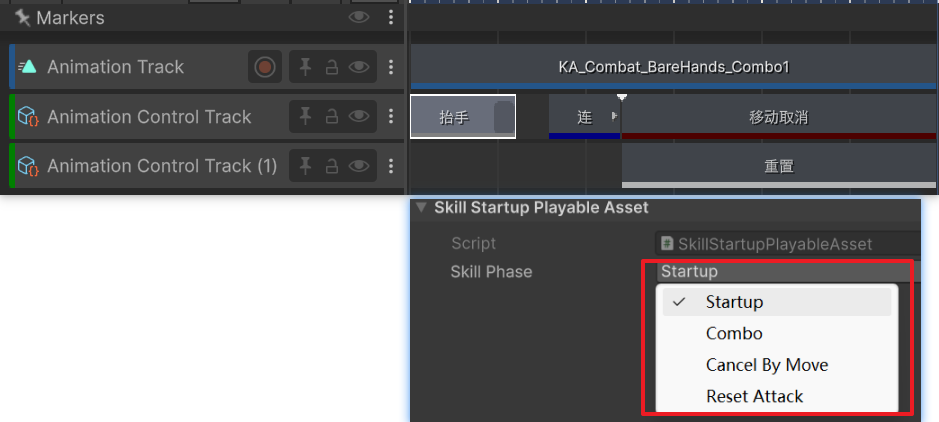 Markers
Animation Track
KA_Combat_BareHands_Combo1
Animation Control Track
抬手
连
移动取消
Animation Control Track (1)
重置
Skill Startup Playable Asset
Script
SkillStartupPlayableAsset
Skill Phase
Startup
Startup
Combo
Cancel By Move
Reset Attack